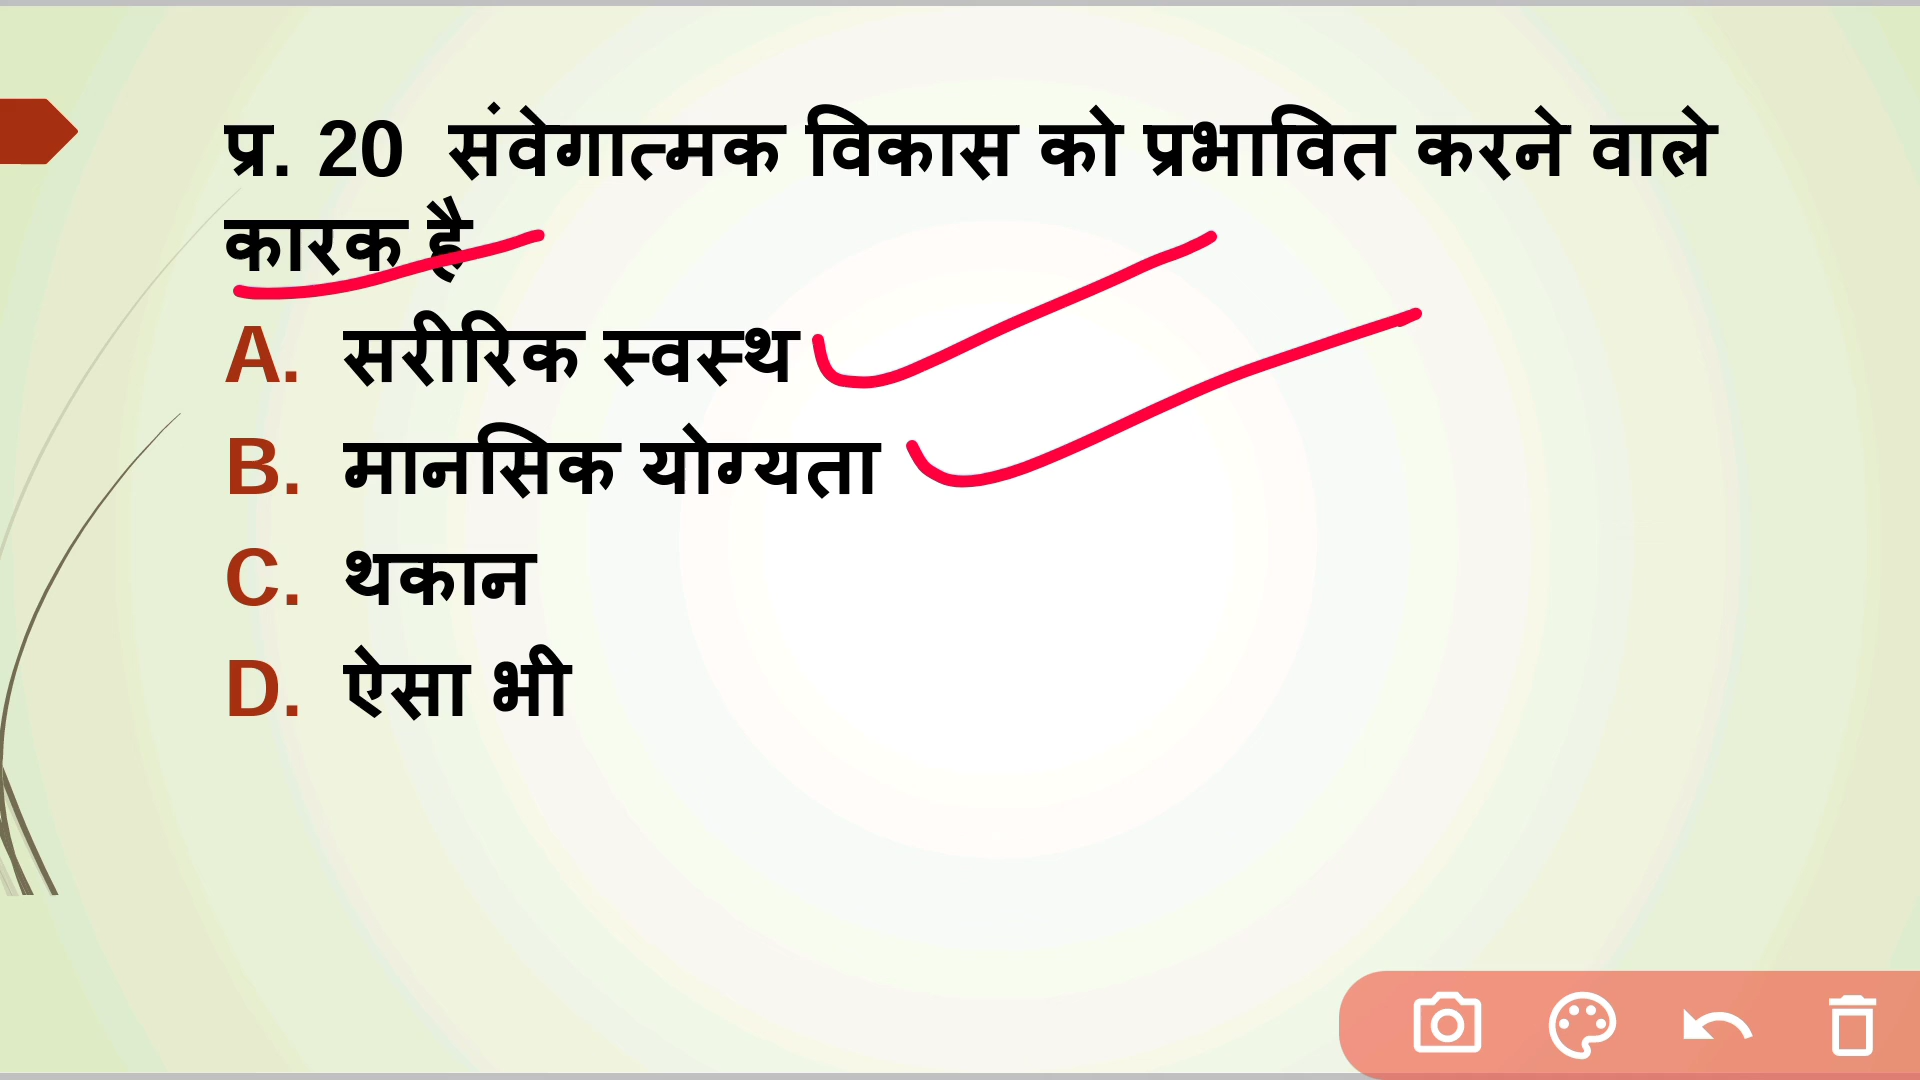 प्र. 20 संवेगात्मक विकास को प्रभावित करने वाले
कारक है
A. सरीरिक स्वस्थ
B. मानसिक योग्यता
C. थकान
D. ऐसा भी